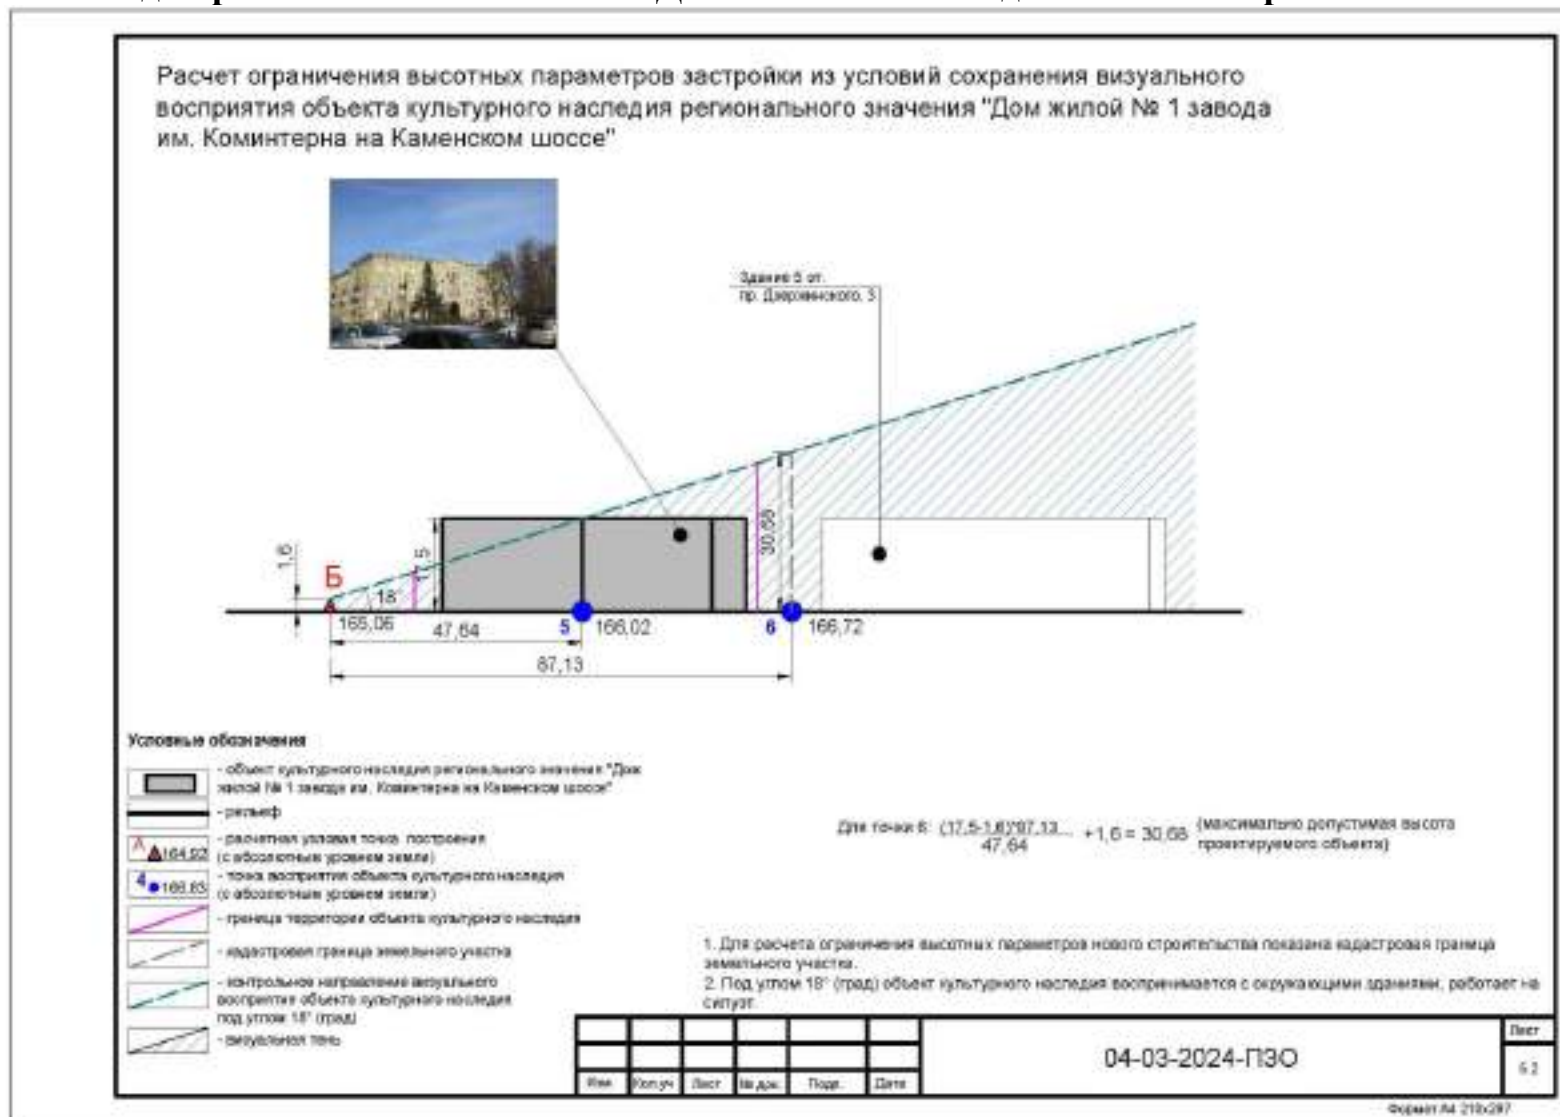 Расчет ограничения высотных параметров застройки из условий сохранения визуального
восприятия объекта культурного наследия регионального значения "Дом жилой № 1 завода
им. Коминтерна на Каменском шоссе"
Здание 5 эт.
пр. Дзержинского, 3
1,6
Б
18°
165,06
47,64
5
166,02
30,68
6
166,72
87,13
Условные обозначения
- объект культурного наследия регионального значения "Дом
жилой № 1 завода им. Коминтерна на Каменском шоссе"
- рельеф
А 164,93
- расчетная узловая точка построения
(с абсолютным уровнем земли)
4 166,83
- точка восприятия объекта культурного наследия
(с абсолютным уровнем земли)
- граница территории объекта культурного наследия
- кадастровая граница земельного участка
- контрольное направление визуального
восприятия объекта культурного наследия
под углом 18° (град)
- визуальная тень
Для точки 6: (17,5-1,6)*87,13 +1,6 = 30,68 (максимально допустимая высота
47,64 проектируемого объекта)
1. Для расчета ограничения высотных параметров нового строительства показана кадастровая граница
земельного участка.
2. Под углом 18° (град) объект культурного наследия воспринимается с окружающими зданиями, работает на
силуэт.
Изм Кол.уч Лист № док. Подп. Дата
04-03-2024-ПЗО
Лист
5.2
Формат А4 210x297